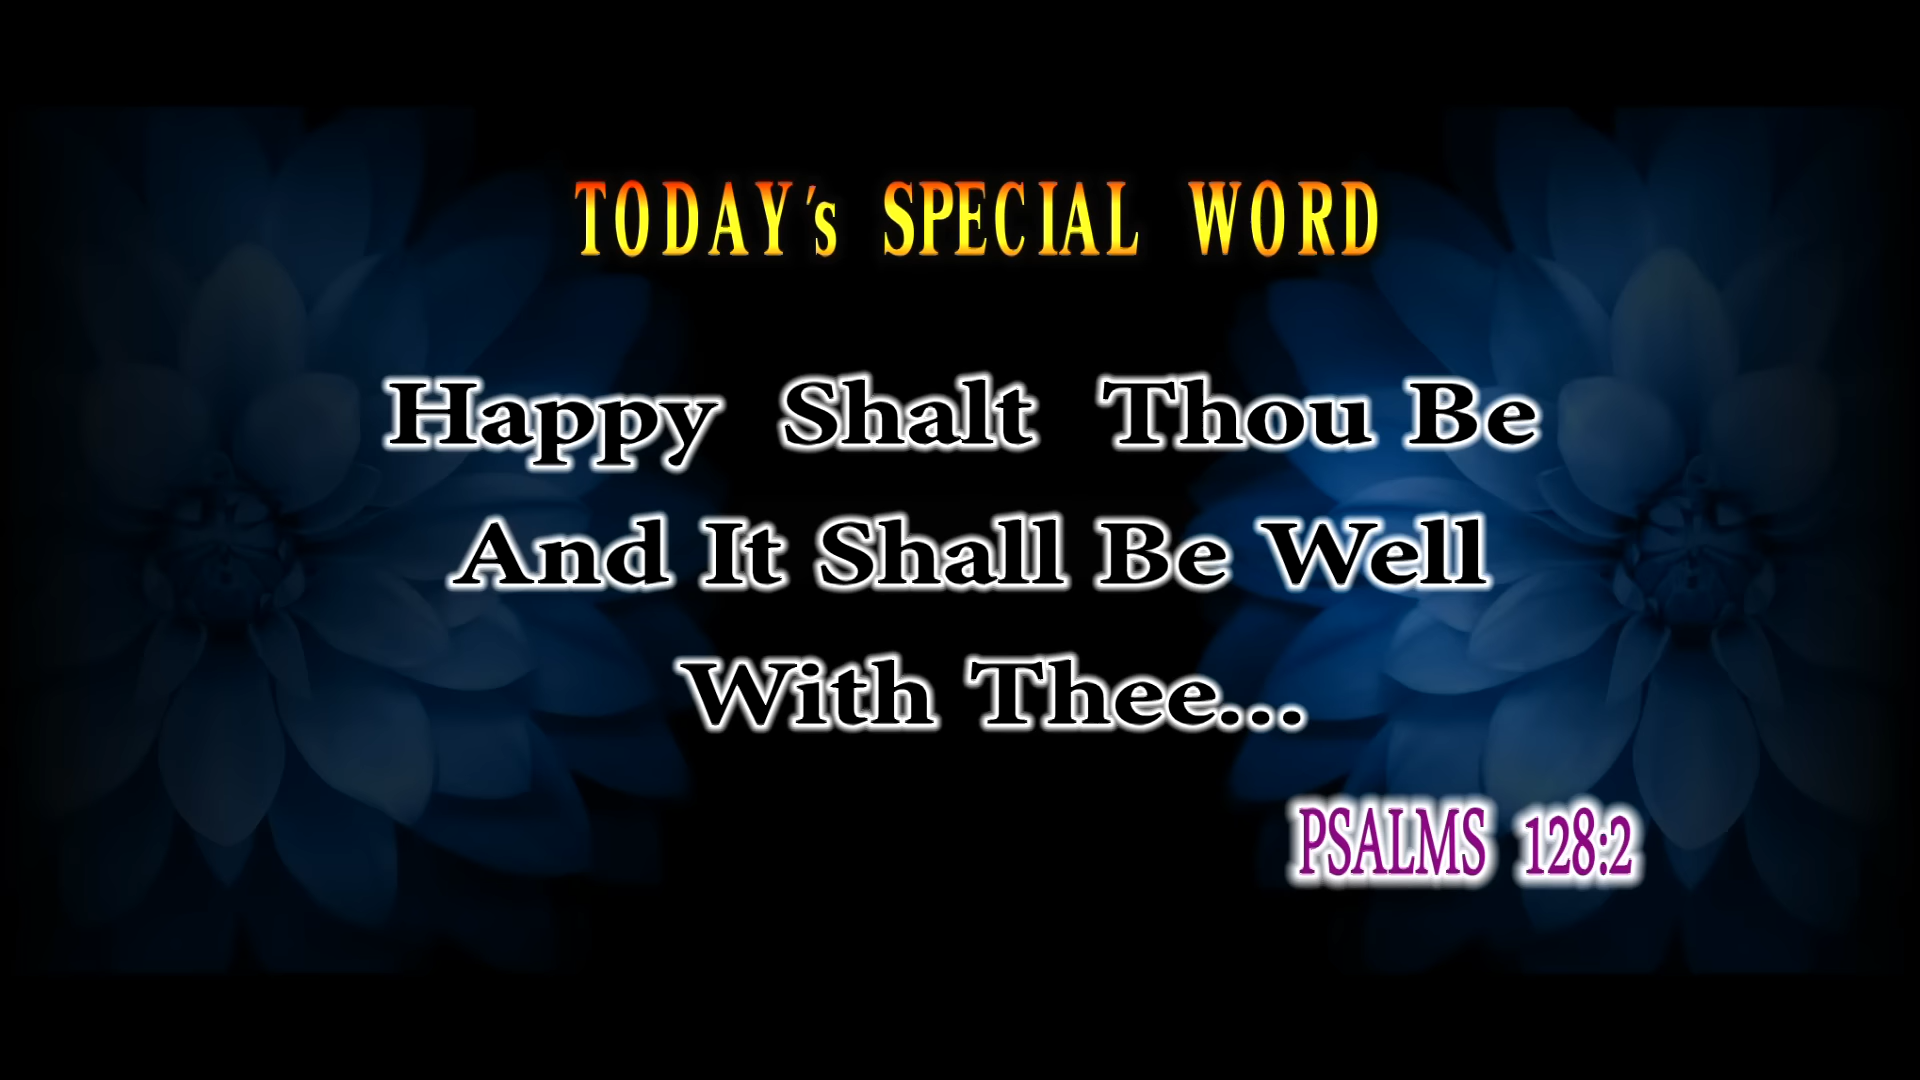 TODAY's SPECIAL WORD
Happy Shalt Thou Be
And It Shall Be Well
With Thee...
PSALMS 128:2